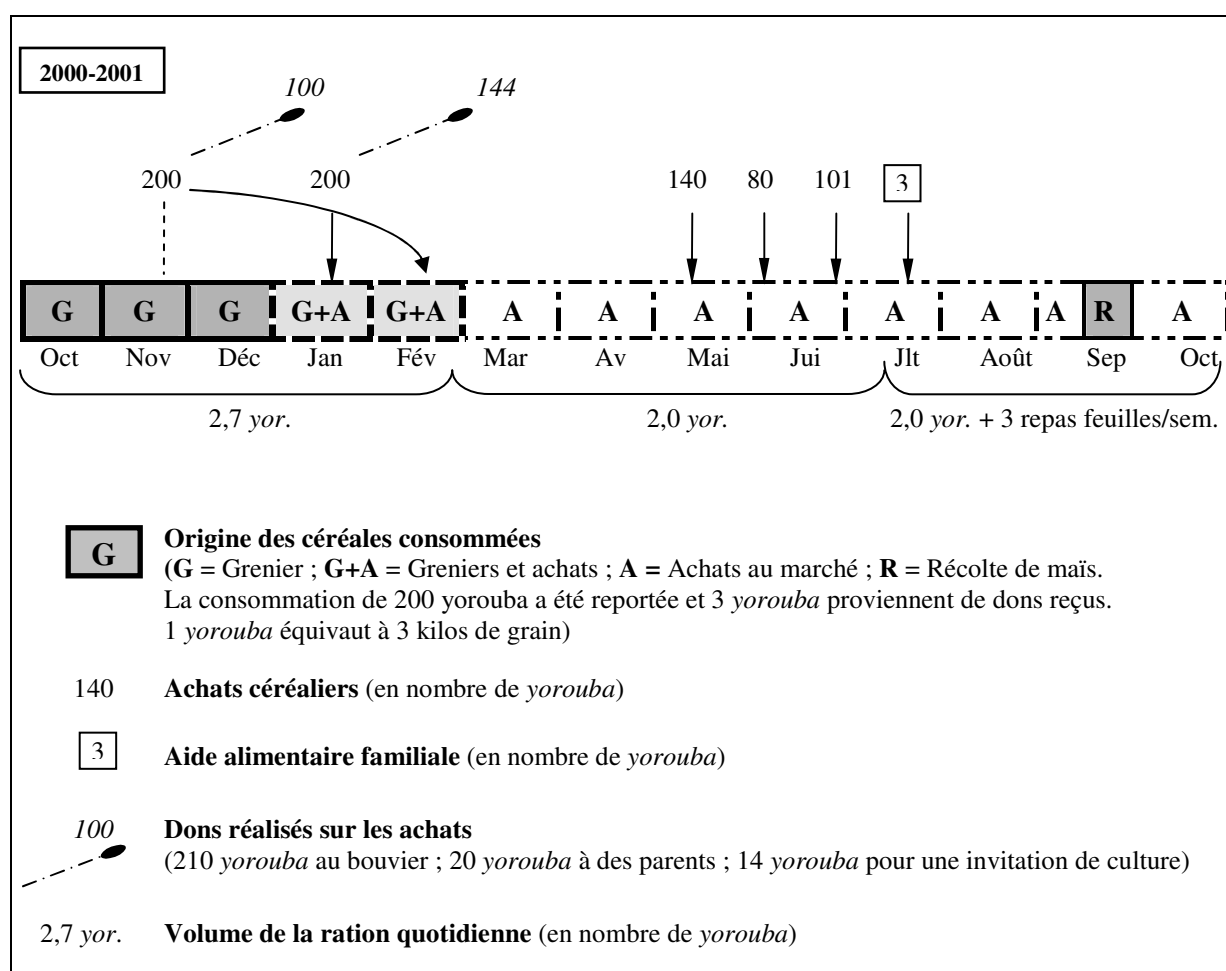 2000-2001
100 144
200 200 140 80 101 3
G G G G+A G+A A A A A A A A R A
Oct Nov Déc Jan Fév Mar Av Mai Jui Jlt Août Sep Oct
2,7 yor. 2,0 yor. 2,0 yor. + 3 repas feuilles/sem.
G Origine des céréales consommées
(G = Grenier ; G+A = Greniers et achats ; A = Achats au marché ; R = Récolte de maïs.
La consommation de 200 yorouba a été reportée et 3 yorouba proviennent de dons reçus.
1 yorouba équivaut à 3 kilos de grain)
140 Achats céréaliers (en nombre de yorouba)
3 Aide alimentaire familiale (en nombre de yorouba)
100 Dons réalisés sur les achats
(210 yorouba au bouvier ; 20 yorouba à des parents ; 14 yorouba pour une invitation de culture)
2,7 yor. Volume de la ration quotidienne (en nombre de yorouba)